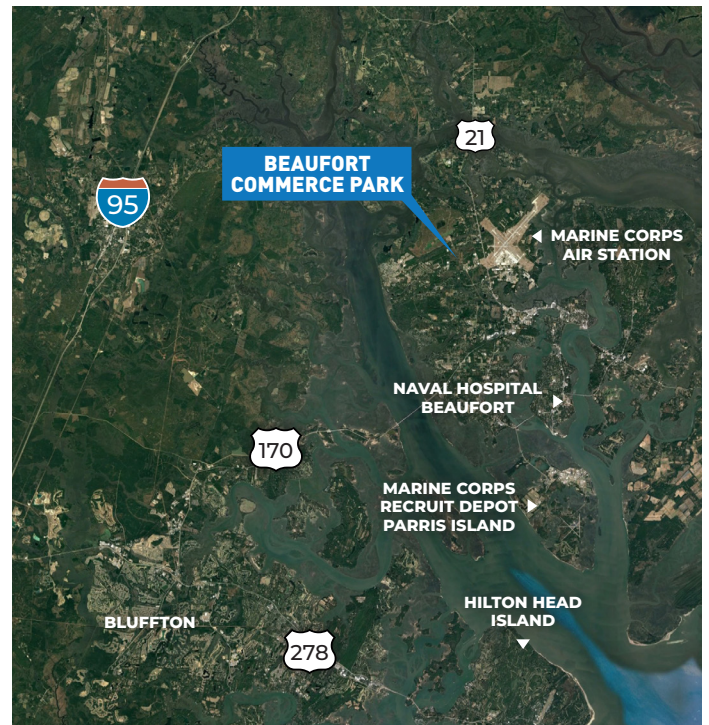 21
BEAUFORT
COMMERCE PARK
95
MARINE CORPS
AIR STATION
NAVAL HOSPITAL
BEAUFORT
170
MARINE CORPS
RECRUIT DEPOT
PARRIS ISLAND
HILTON HEAD
ISLAND
BLUFFTON
278